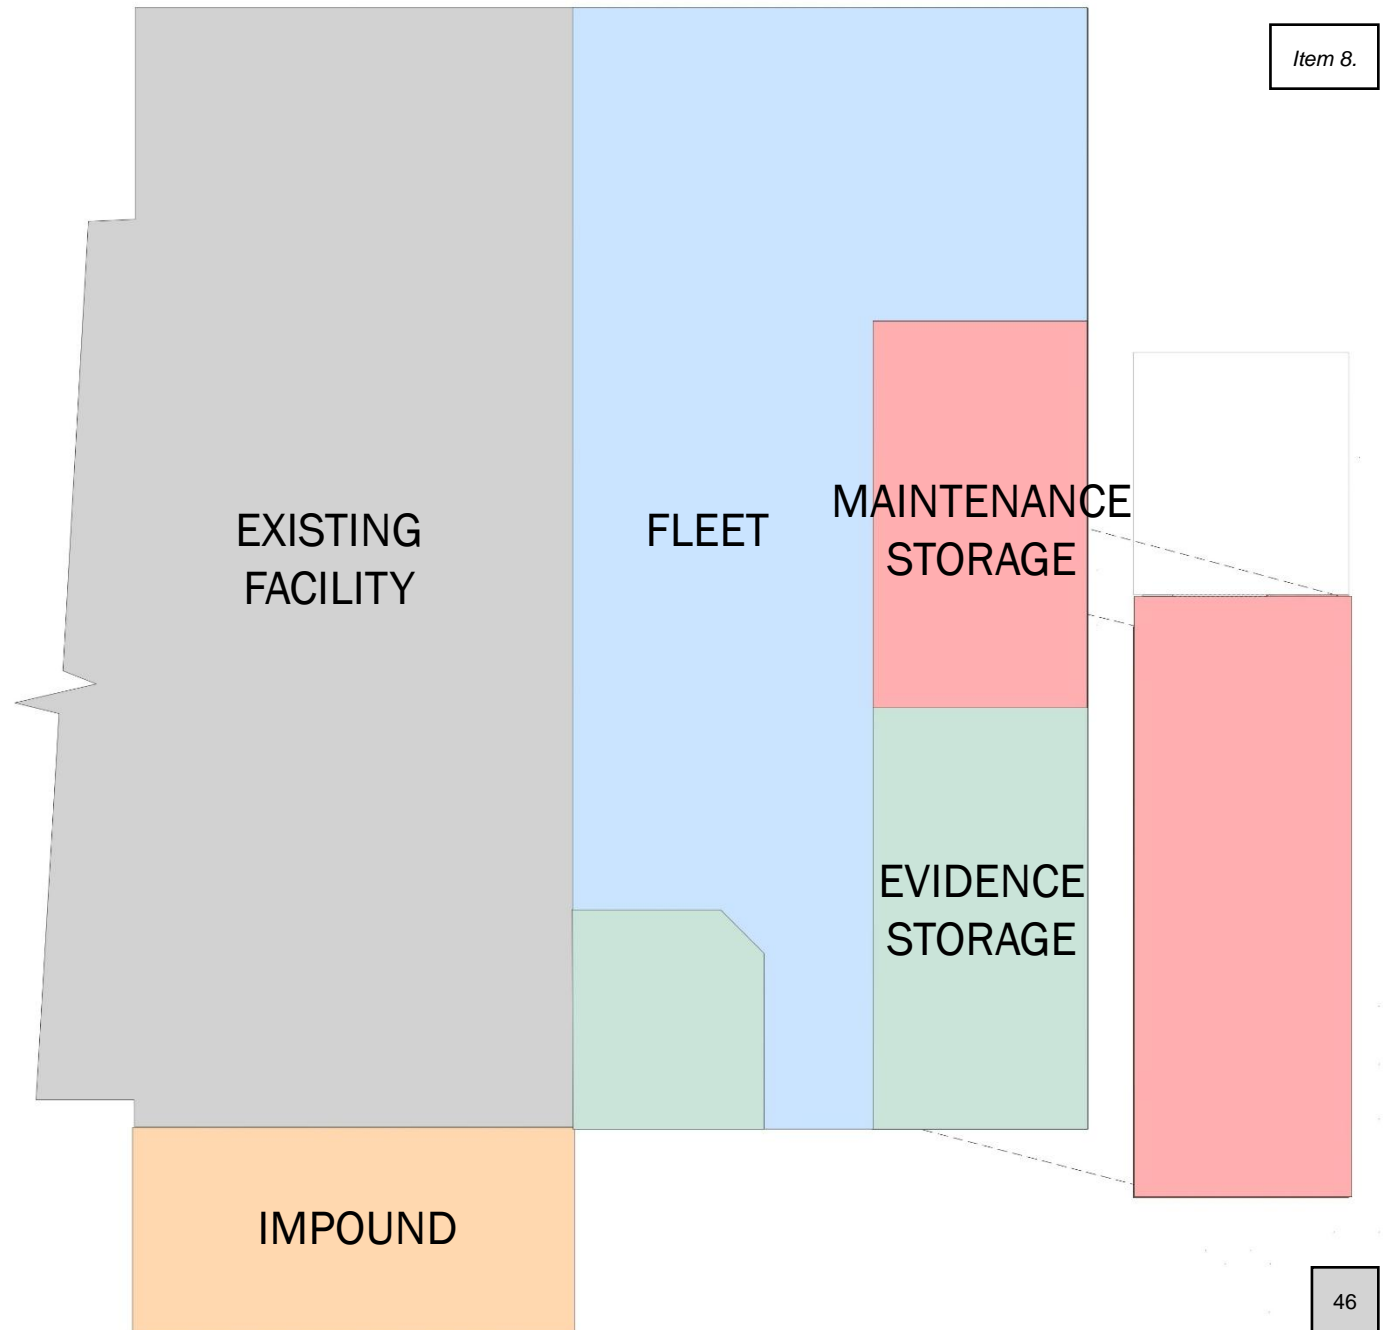 Item 8.
EXISTING
FACILITY
FLEET
MAINTENANCE
STORAGE
EVIDENCE
STORAGE
IMPOUND
46